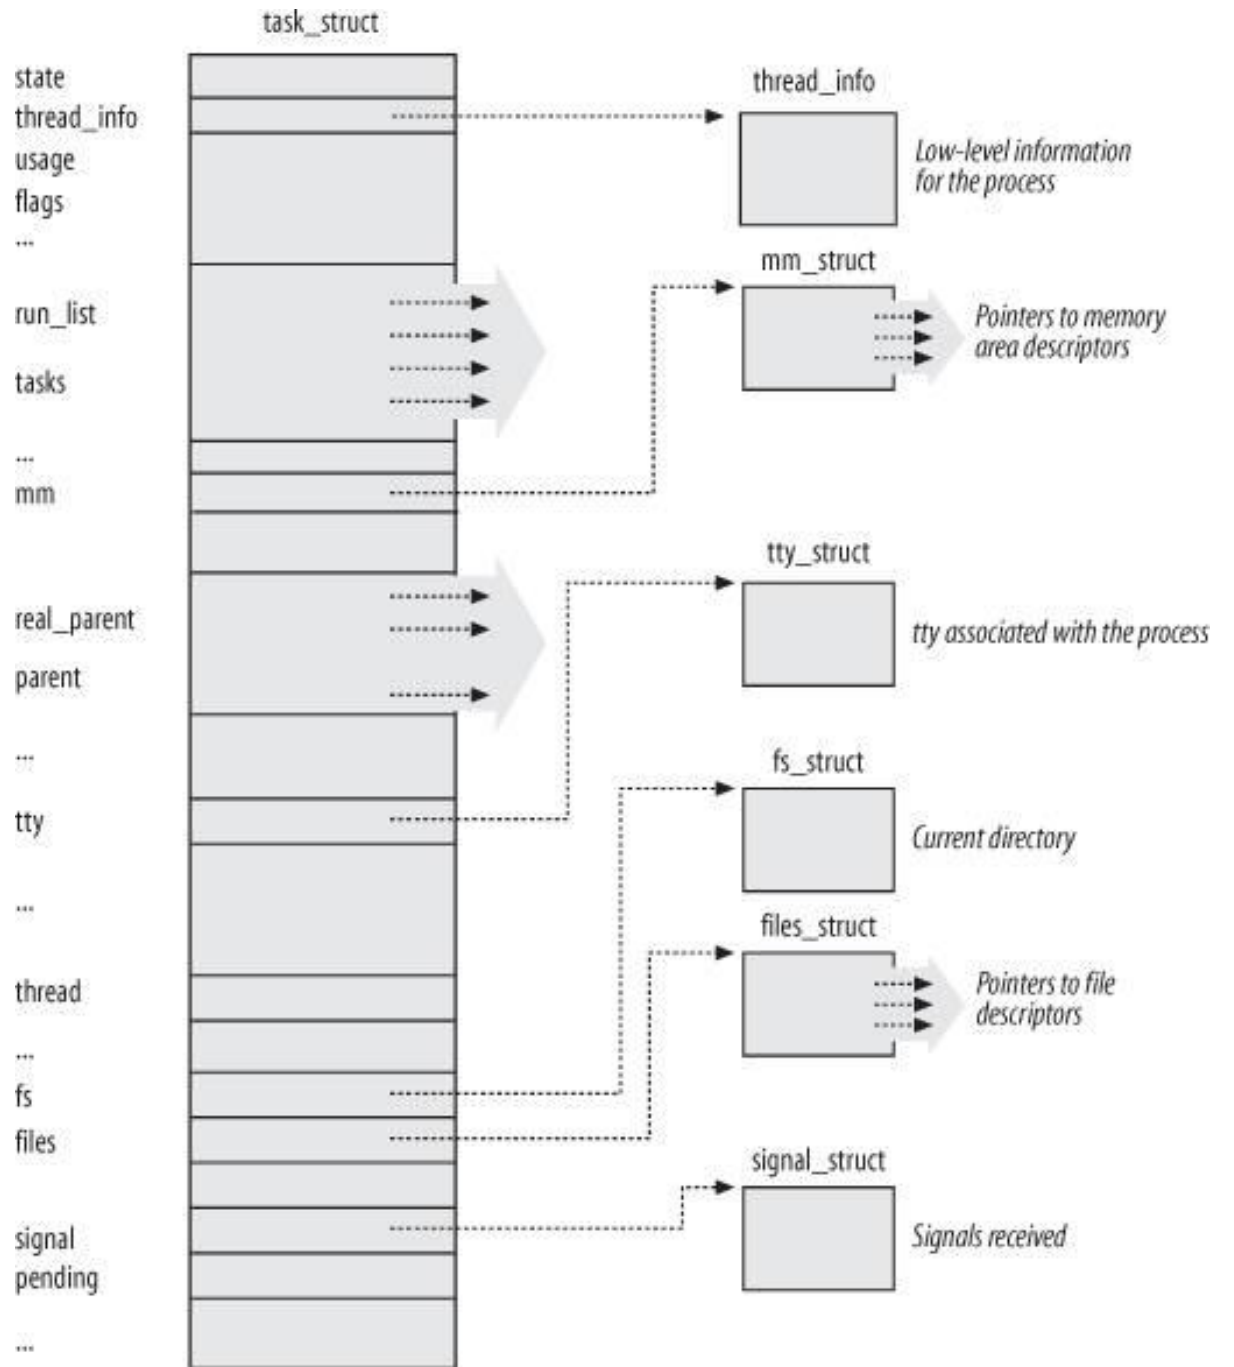 task_struct
state
thread_info
usage
flags
...
run_list
tasks
...
mm
real_parent
parent
...
tty
...
thread
...
fs
files
signal
pending
...
thread_info
Low-level information
for the process
mm_struct
Pointers to memory
area descriptors
tty_struct
tty associated with the process
fs_struct
Current directory
files_struct
Pointers to file
descriptors
signal_struct
Signals received